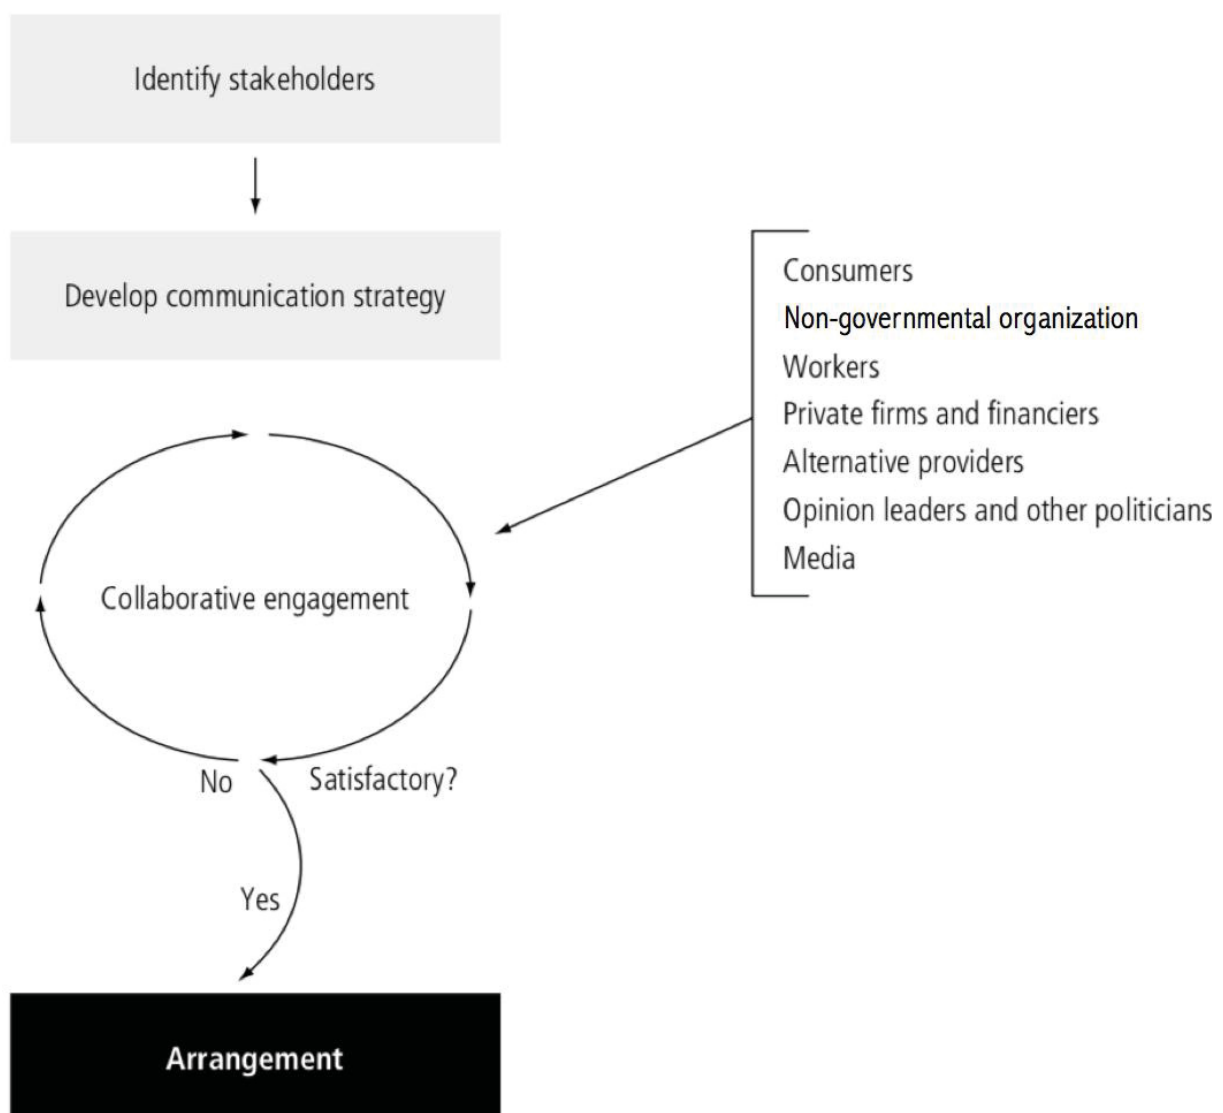 Identify stakeholders
Develop communication strategy
Consumers
Non-governmental organization
Workers
Private firms and financiers
Alternative providers
Opinion leaders and other politicians
Media
Collaborative engagement
No
Satisfactory?
Yes
Arrangement